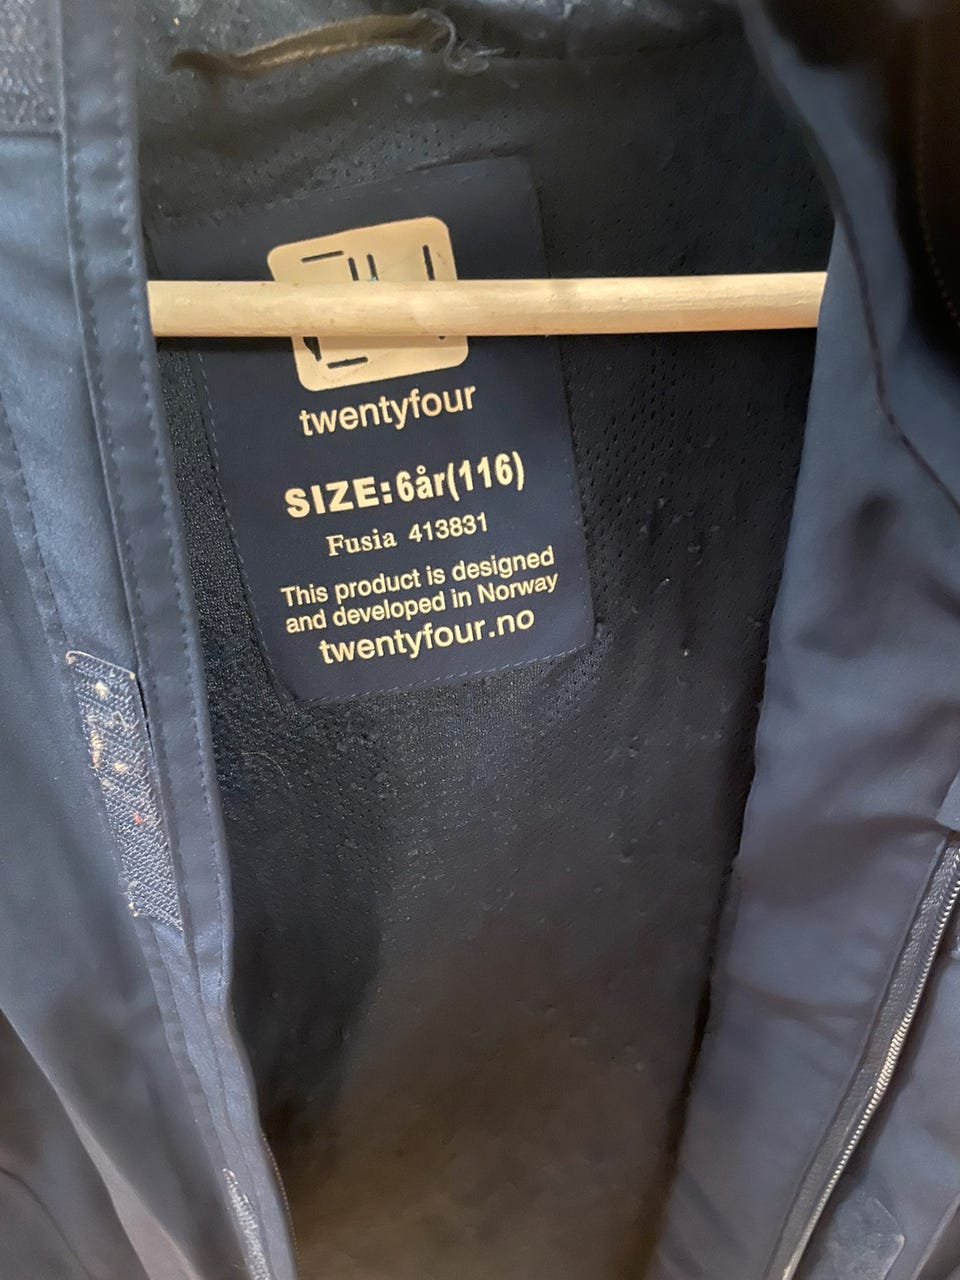 twentyfour
SIZE:6år(116)
Fusia 413831
This product is designed
and developed in Norway
twentyfour.no